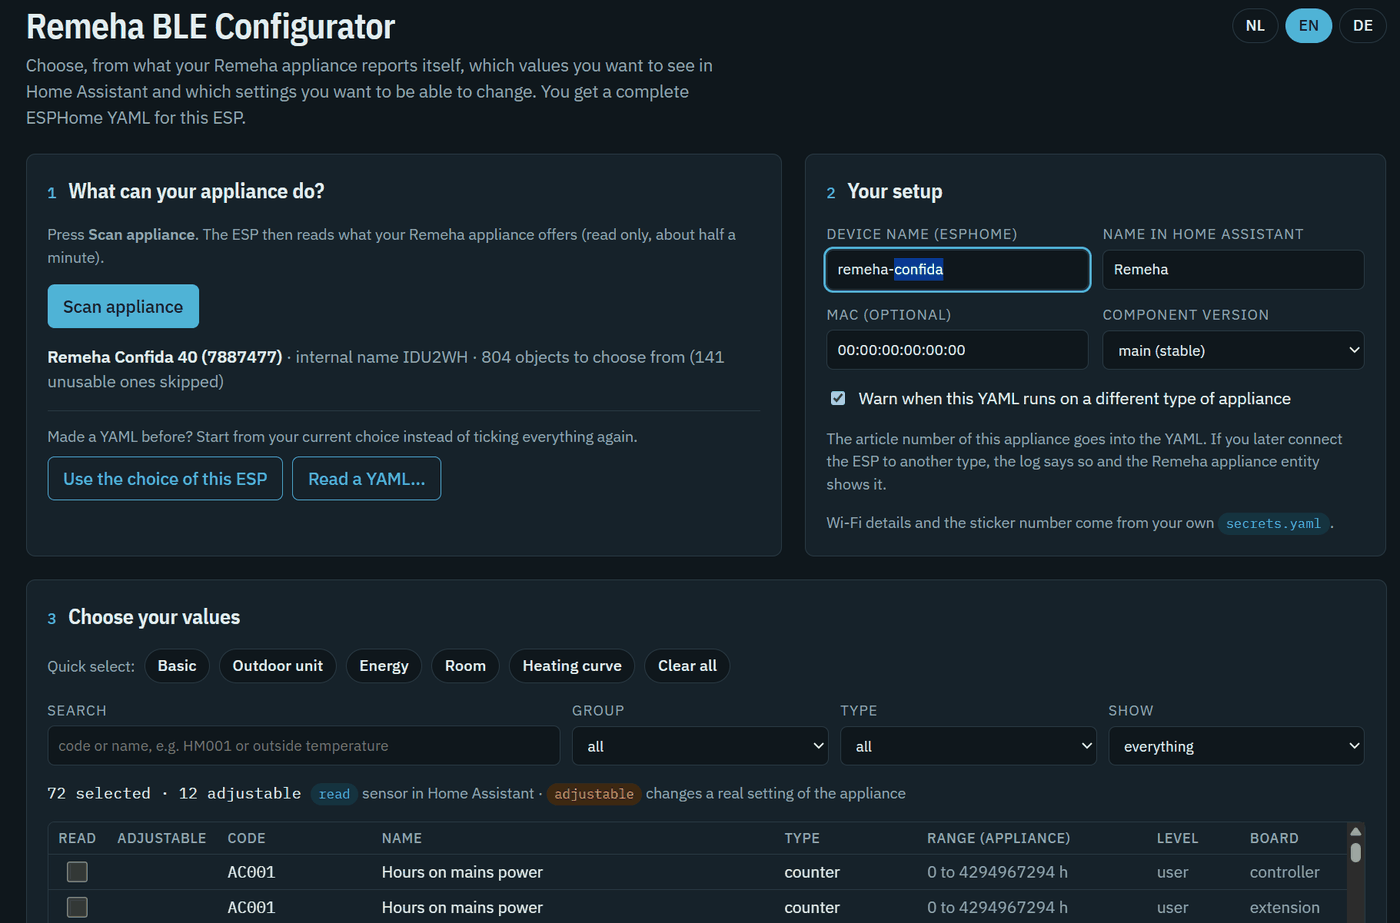 Remeha BLE Configurator
NL EN DE
Choose, from what your Remeha appliance reports itself, which values you want to see in
Home Assistant and which settings you want to be able to change. You get a complete
ESPHome YAML for this ESP.
1 What can your appliance do?
Press Scan appliance. The ESP then reads what your Remeha appliance offers (read only, about half a
minute).
Scan appliance
Remeha Confida 40 (7887477) · internal name IDU2WH · 804 objects to choose from (141
unusable ones skipped)
Made a YAML before? Start from your current choice instead of ticking everything again.
Use the choice of this ESP Read a YAML...
2 Your setup
DEVICE NAME (ESPHOME) NAME IN HOME ASSISTANT
remeha-confida Remeha
MAC (OPTIONAL) COMPONENT VERSION
00:00:00:00:00:00 main (stable)
Warn when this YAML runs on a different type of appliance
The article number of this appliance goes into the YAML. If you later connect
the ESP to another type, the log says so and the Remeha appliance entity
shows it.
Wi-Fi details and the sticker number come from your own secrets.yaml.
3 Choose your values
Quick select: Basic Outdoor unit Energy Room Heating curve Clear all
SEARCH GROUP TYPE SHOW
code or name, e.g. HM001 or outside temperature all all everything
72 selected · 12 adjustable read sensor in Home Assistant · adjustable changes a real setting of the appliance
READ ADJUSTABLE CODE NAME TYPE RANGE (APPLIANCE) LEVEL BOARD
AC001 Hours on mains power counter 0 to 4294967294 h user controller
AC001 Hours on mains power counter 0 to 4294967294 h user extension